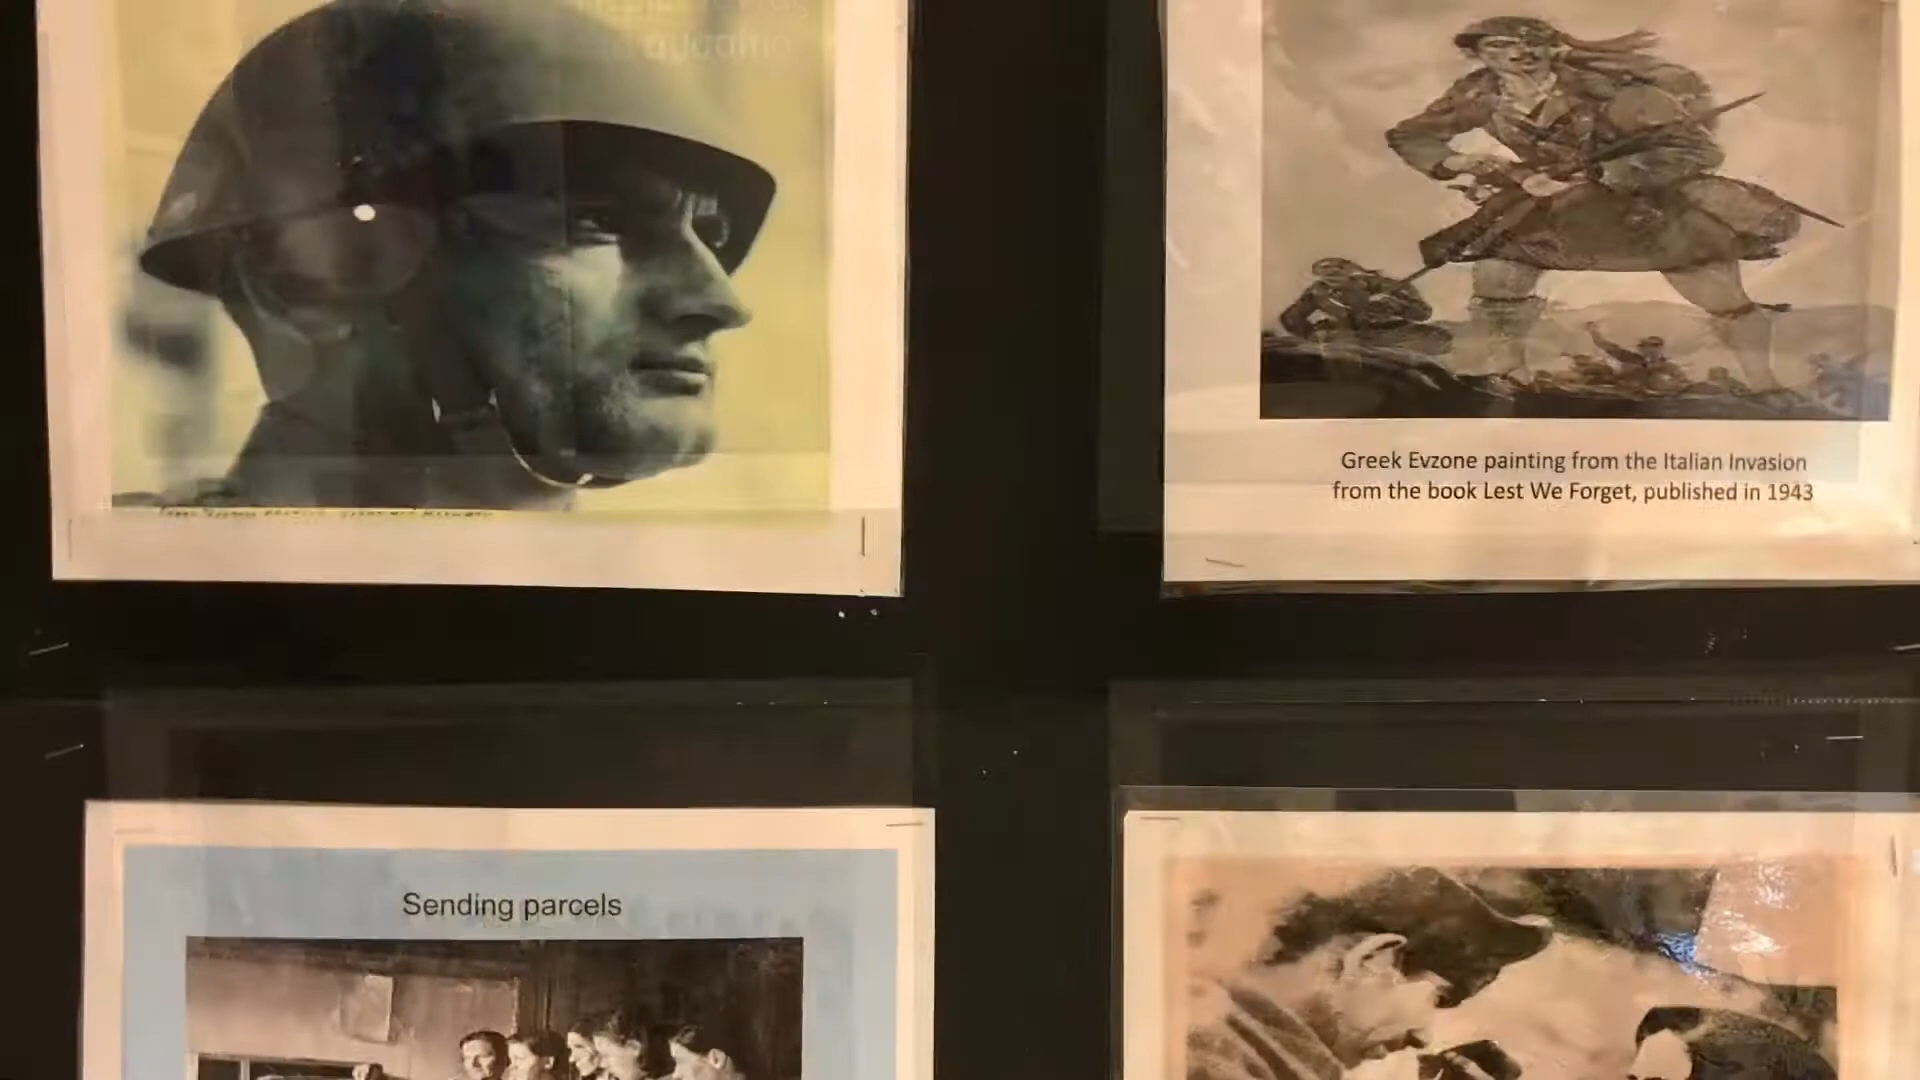 Greek Evzone painting from the Italian Invasion
from the book Lest We Forget, published in 1943
Sending parcels